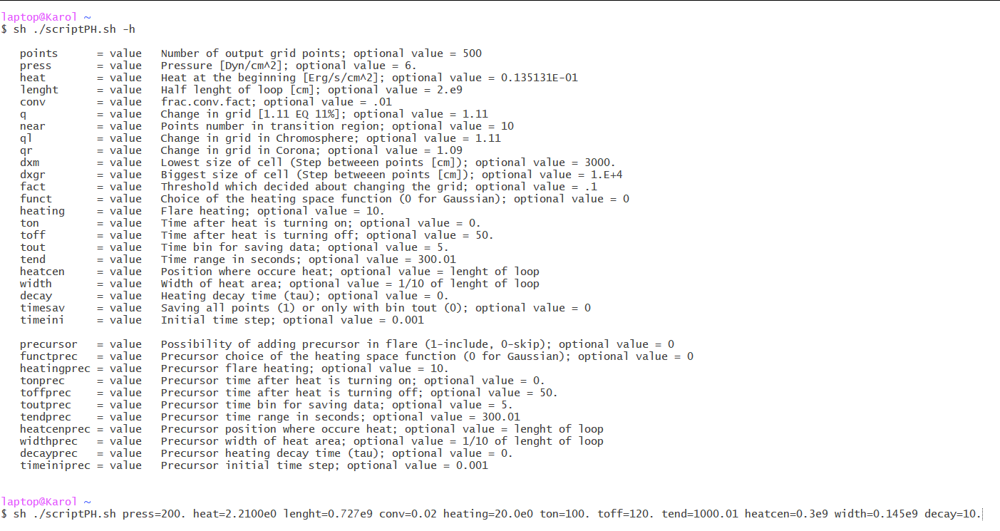 laptop@Karol ~
$ sh ./scriptPH.sh -h
points = value Number of output grid points; optional value = 500
press = value Pressure [Dyn/cm^2]; optional value = 6.
heat = value Heat at the beginning [Erg/s/cm^2]; optional value = 0.135131E-01
lenght = value Half lenght of loop [cm]; optional value = 2.e9
conv = value frac.conv.fact; optional value = .01
q = value Change in grid [1.11 EQ 11%]; optional value = 1.11
near = value Points number in transition region; optional value = 10
ql = value Change in grid in Chromosphere; optional value = 1.11
qr = value Change in grid in Corona; optional value = 1.09
dxm = value Lowest size of cell (Step betweeen points [cm]); optional value = 3000.
dxgr = value Biggest size of cell (Step betweeen points [cm]); optional value = 1.E+4
fact = value Threshold which decided about changing the grid; optional value = .1
funct = value Choice of the heating space function (0 for Gaussian); optional value = 0
heating = value Flare heating; optional value = 10.
ton = value Time after heat is turning on; optional value = 0.
toff = value Time after heat is turning off; optional value = 50.
tout = value Time bin for saving data; optional value = 5.
tend = value Time range in seconds; optional value = 300.01
heatcen = value Position where occure heat; optional value = lenght of loop
width = value Width of heat area; optional value = 1/10 of lenght of loop
decay = value Heating decay time (tau); optional value = 0.
timesav = value Saving all points (1) or only with bin tout (0); optional value = 0
timeini = value Initial time step; optional value = 0.001
precursor = value Possibility of adding precursor in flare (1-include, 0-skip); optional value = 0
functprec = value Precursor choice of the heating space function (0 for Gaussian); optional value = 0
heatingprec = value Precursor flare heating; optional value = 10.
tonprec = value Precursor time after heat is turning on; optional value = 0.
toffprec = value Precursor time after heat is turning off; optional value = 50.
toutprec = value Precursor time bin for saving data; optional value = 5.
tendprec = value Precursor time range in seconds; optional value = 300.01
heatcenprec = value Precursor position where occure heat; optional value = lenght of loop
widthprec = value Precursor width of heat area; optional value = 1/10 of lenght of loop
decayprec = value Precursor heating decay time (tau); optional value = 0.
timeiniprec = value Precursor initial time step; optional value = 0.001
laptop@Karol ~
$ sh ./scriptPH.sh press=200. heat=2.2100e0 lenght=0.727e9 conv=0.02 heating=20.0e0 ton=100. toff=120. tend=1000.01 heatcen=0.3e9 width=0.145e9 decay=10.